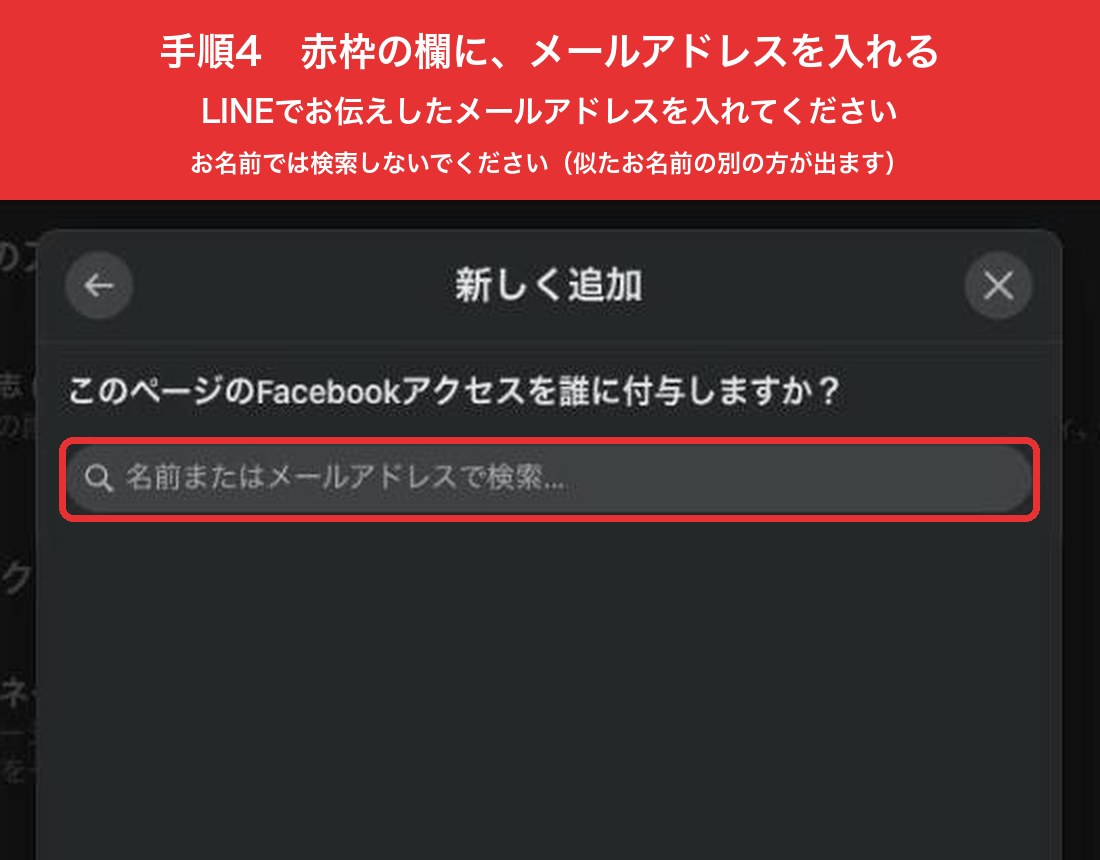 手順4　赤枠の欄に、メールアドレスを入れる
LINEでお伝えしたメールアドレスを入れてください
お名前では検索しないでください（似たお名前の別の方が出ます）
新しく追加
このページのFacebookアクセスを誰に付与しますか？
名前またはメールアドレスで検索...